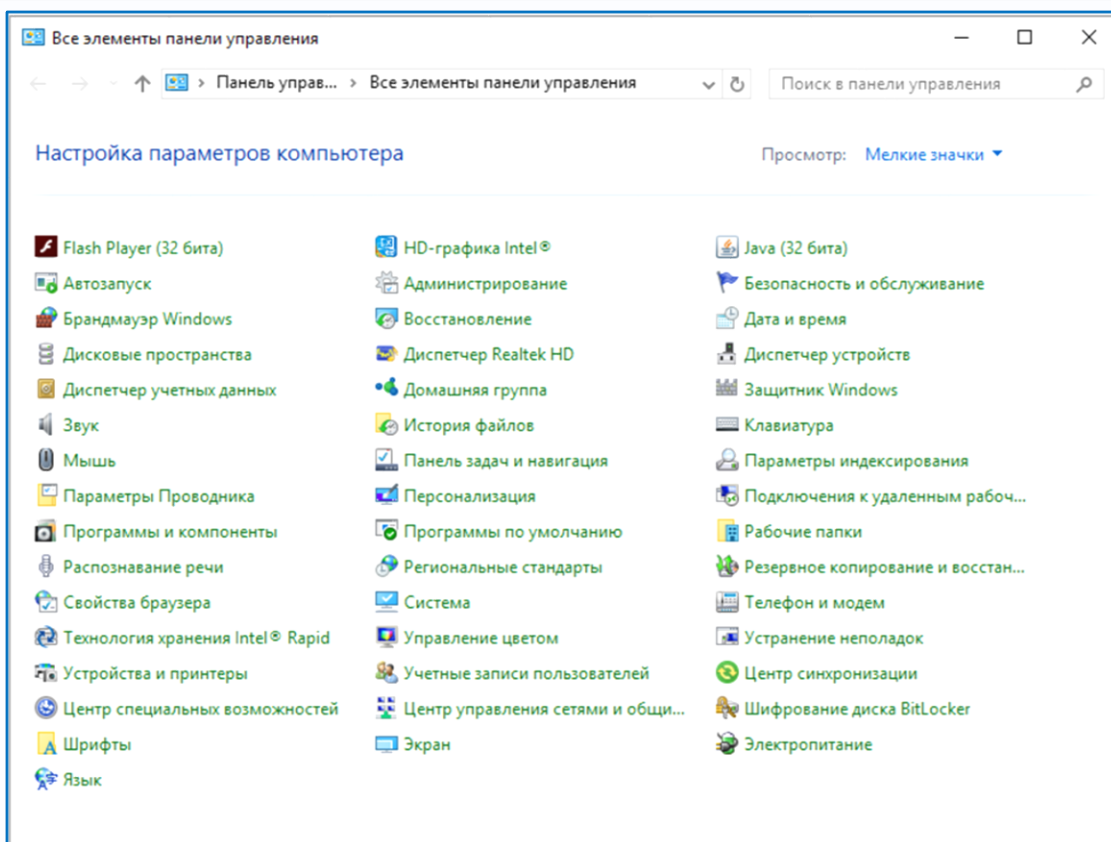 Все элементы панели управления
Панель управ... › Все элементы панели управления
Поиск в панели управления
Настройка параметров компьютера
Просмотр: Мелкие значки
Flash Player (32 бита)
HD-графика Intel®
Java (32 бита)
Автозапуск
Администрирование
Безопасность и обслуживание
Брандмауэр Windows
Восстановление
Дата и время
Дисковые пространства
Диспетчер Realtek HD
Диспетчер устройств
Диспетчер учетных данных
Домашняя группа
Защитник Windows
Звук
История файлов
Клавиатура
Мышь
Панель задач и навигация
Параметры индексирования
Параметры Проводника
Персонализация
Подключения к удаленным рабоч...
Программы и компоненты
Программы по умолчанию
Рабочие папки
Распознавание речи
Региональные стандарты
Резервное копирование и восстан...
Свойства браузера
Система
Телефон и модем
Технология хранения Intel® Rapid
Управление цветом
Устранение неполадок
Устройства и принтеры
Учетные записи пользователей
Центр синхронизации
Центр специальных возможностей
Центр управления сетями и общи...
Шифрование диска BitLocker
Шрифты
Экран
Электропитание
Язык